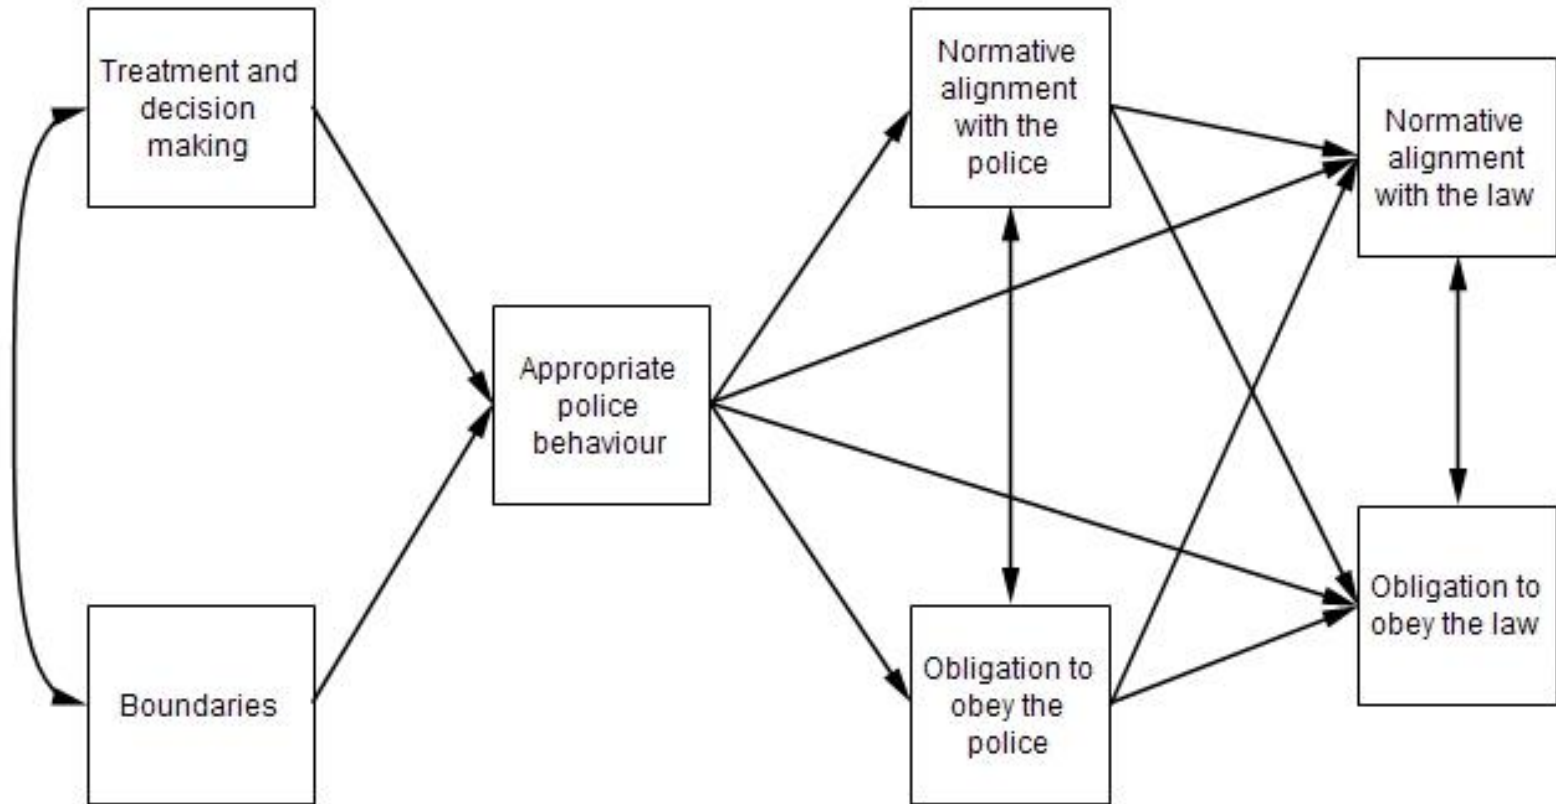 Treatment and
decision
making
Boundaries
Appropriate
police
behaviour
Normative
alignment
with the
police
Obligation to
obey the
police
Normative
alignment
with the law
Obligation to
obey the law